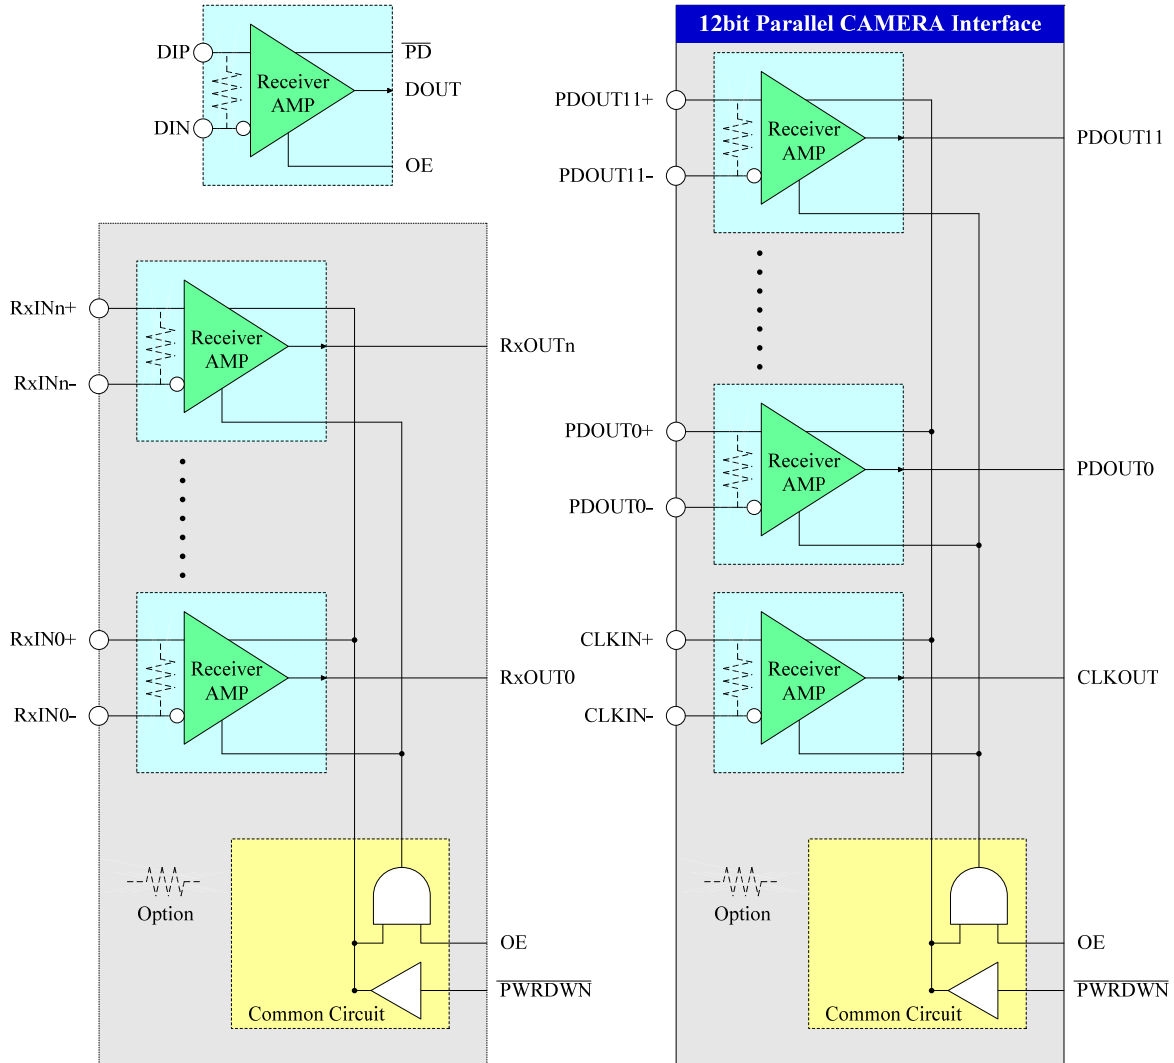 DIP
DIN
Receiver
AMP
PD
DOUT
OE
RxINn+
RxINn-
Receiver
AMP
RxOUTn
RxIN0+
RxIN0-
Receiver
AMP
RxOUT0
Option
OE
PWRDWN
Common Circuit
12bit Parallel CAMERA Interface
PDOUT11+
PDOUT11-
Receiver
AMP
PDOUT11
PDOUT0+
PDOUT0-
Receiver
AMP
PDOUT0
CLKIN+
CLKIN-
Receiver
AMP
CLKOUT
Option
OE
PWRDWN
Common Circuit